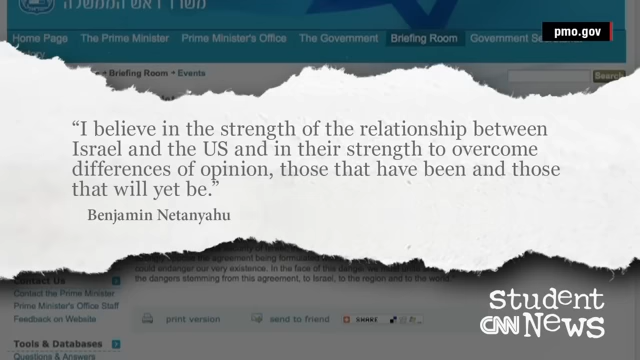 משרד ראש הממשלה
pmo.gov
Home Page The Prime Minister Prime Minister's Office The Government Briefing Room Government
Briefing Room • Events
Search
“I believe in the strength of the relationship between
Israel and the US and in their strength to overcome
differences of opinion, those that have been and those
that will yet be.”
Benjamin Netanyahu
the agreement being
could endanger our very existence. In the face of
the dangers stemming from this agreement, to Israel, to the region and to the world.
Contact Us
Contact the Prime Minister
Prime Minister's Office Staff
Feedback on Website
print version send to friend SHARE
Tools & Databases
Questions & Answers
student
CNN News